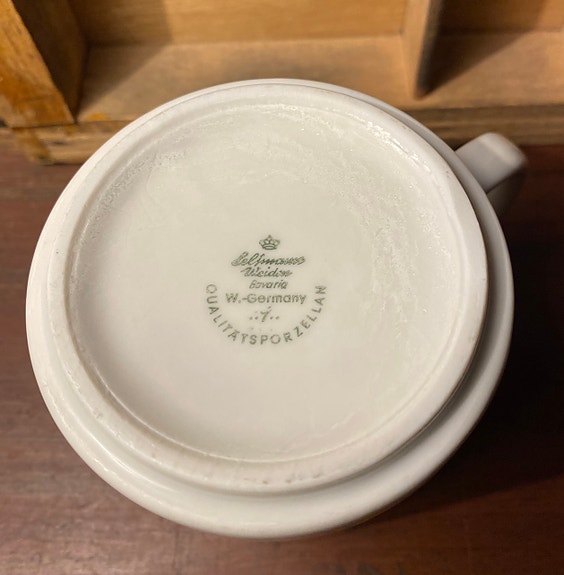 Seltmann
Weiden
Bavaria
W.-Germany
..7..
QUALITÄTSPORZELLAN